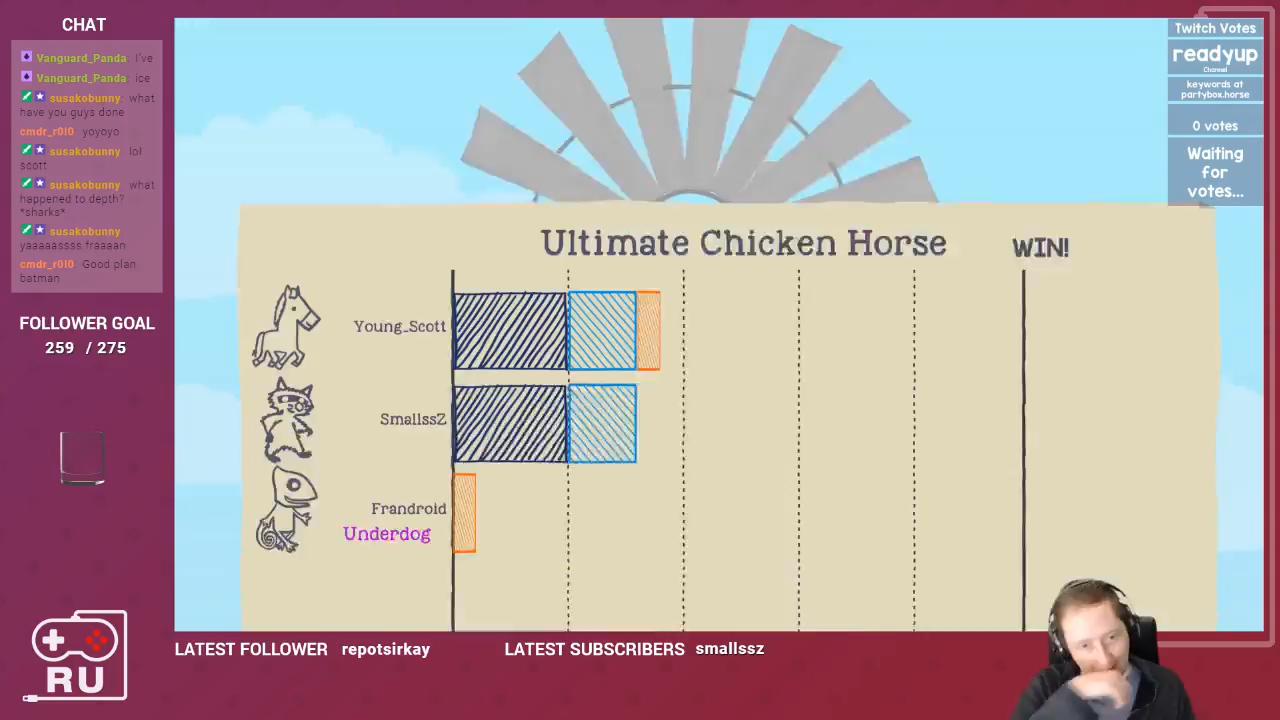 CHAT
Vanguard_Panda: I've
Vanguard_Panda: ice
susakobunny: what
have you guys done
cmdr_r0l0: yoyoyo
susakobunny: lol
scott
susakobunny: what
happened to depth?
*sharks*
susakobunny:
yaaaaassss fraaan
cmdr_r0l0: Good plan
batman
FOLLOWER GOAL
259 / 275
RU
Twitch Votes
readyup
Channel
keywords at
partybox.horse
0 votes
Waiting
for
votes...
Ultimate Chicken Horse
WIN!
Young_Scott
SmallssZ
Frandroid
Underdog
LATEST FOLLOWER repotsirkay
LATEST SUBSCRIBERS smallssz